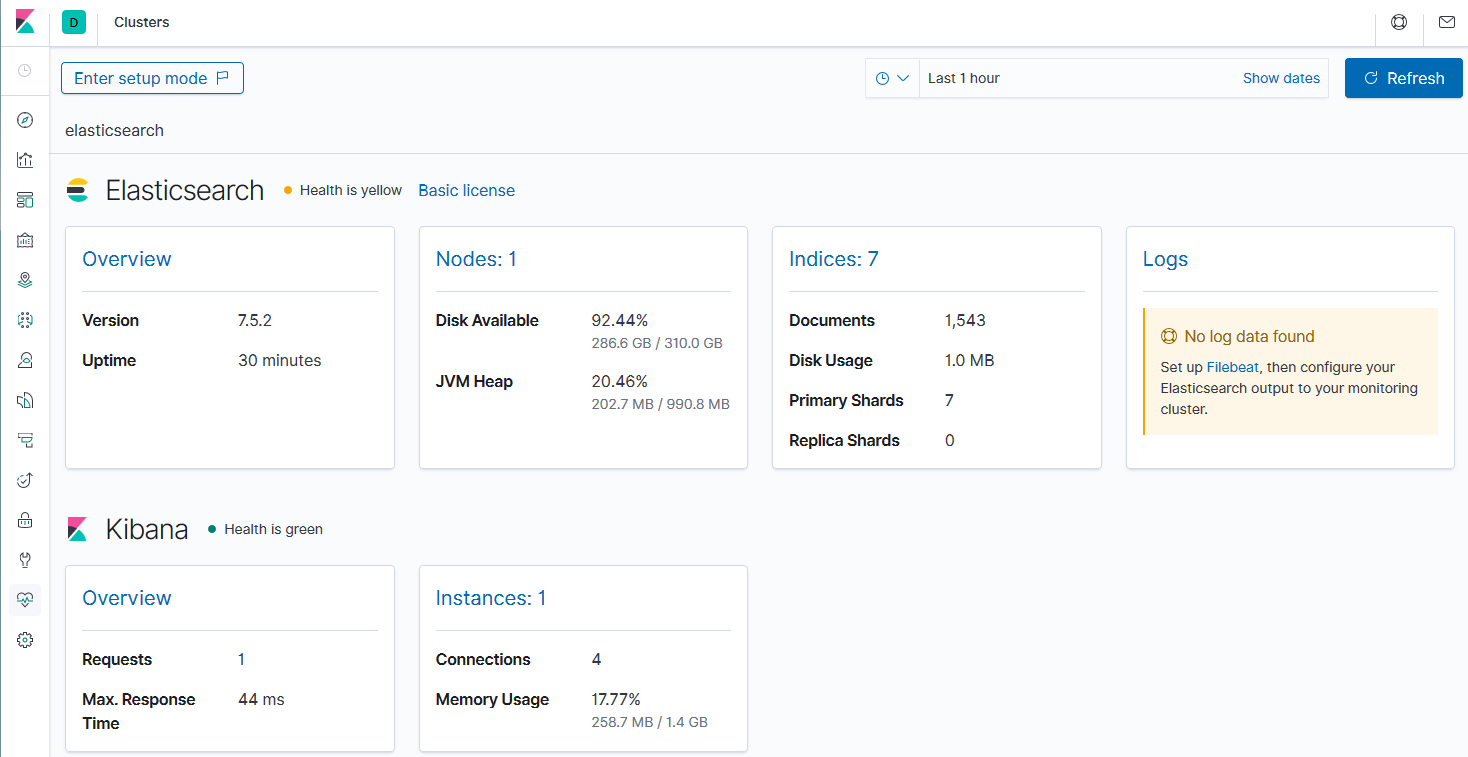 D
Clusters
Enter setup mode
Last 1 hour
Show dates
Refresh
elasticsearch
Elasticsearch
Health is yellow
Basic license
Overview
Version 7.5.2
Uptime 30 minutes
Nodes: 1
Disk Available 92.44%
286.6 GB / 310.0 GB
JVM Heap 20.46%
202.7 MB / 990.8 MB
Indices: 7
Documents 1,543
Disk Usage 1.0 MB
Primary Shards 7
Replica Shards 0
Logs
No log data found
Set up Filebeat, then configure your
Elasticsearch output to your monitoring
cluster.
Kibana
Health is green
Overview
Requests 1
Max. Response 44 ms
Time
Instances: 1
Connections 4
Memory Usage 17.77%
258.7 MB / 1.4 GB